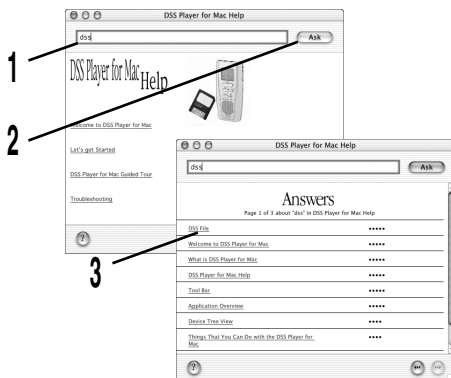 DSS Player for Mac Help
dss
Ask
1
DSS Player for Mac Help
2
Welcome to DSS Player for Mac
Let's get Started
DSS Player for Mac Guided Tour
Troubleshooting
?
3
DSS Player for Mac Help
dss
Ask
Answers
Page 1 of 3 about "dss" in DSS Player for Mac Help
DSS File •••••
Welcome to DSS Player for Mac ••••
What is DSS Player for Mac ••••
DSS Player for Mac Help ••••
Tool Bar ••••
Application Overview ••••
Device Tree View ••••
Things That You Can Do with the DSS Player for ••••
Mac
?